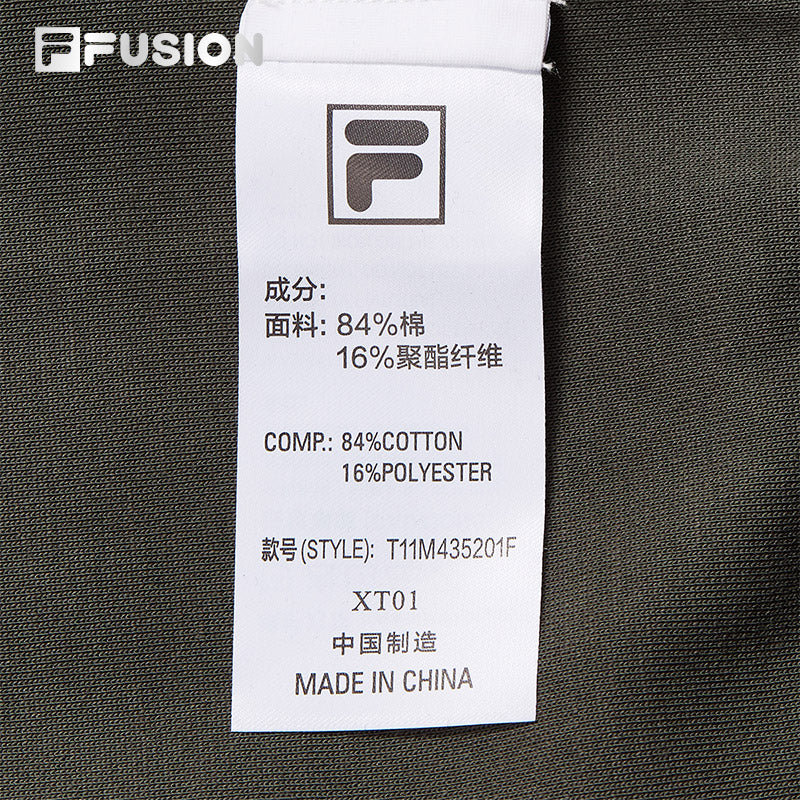 FUSION
成分:
面料: 84%棉
16%聚酯纤维
COMP.: 84%COTTON
16%POLYESTER
款号(STYLE): T11M435201F
XT01
中国制造
MADE IN CHINA